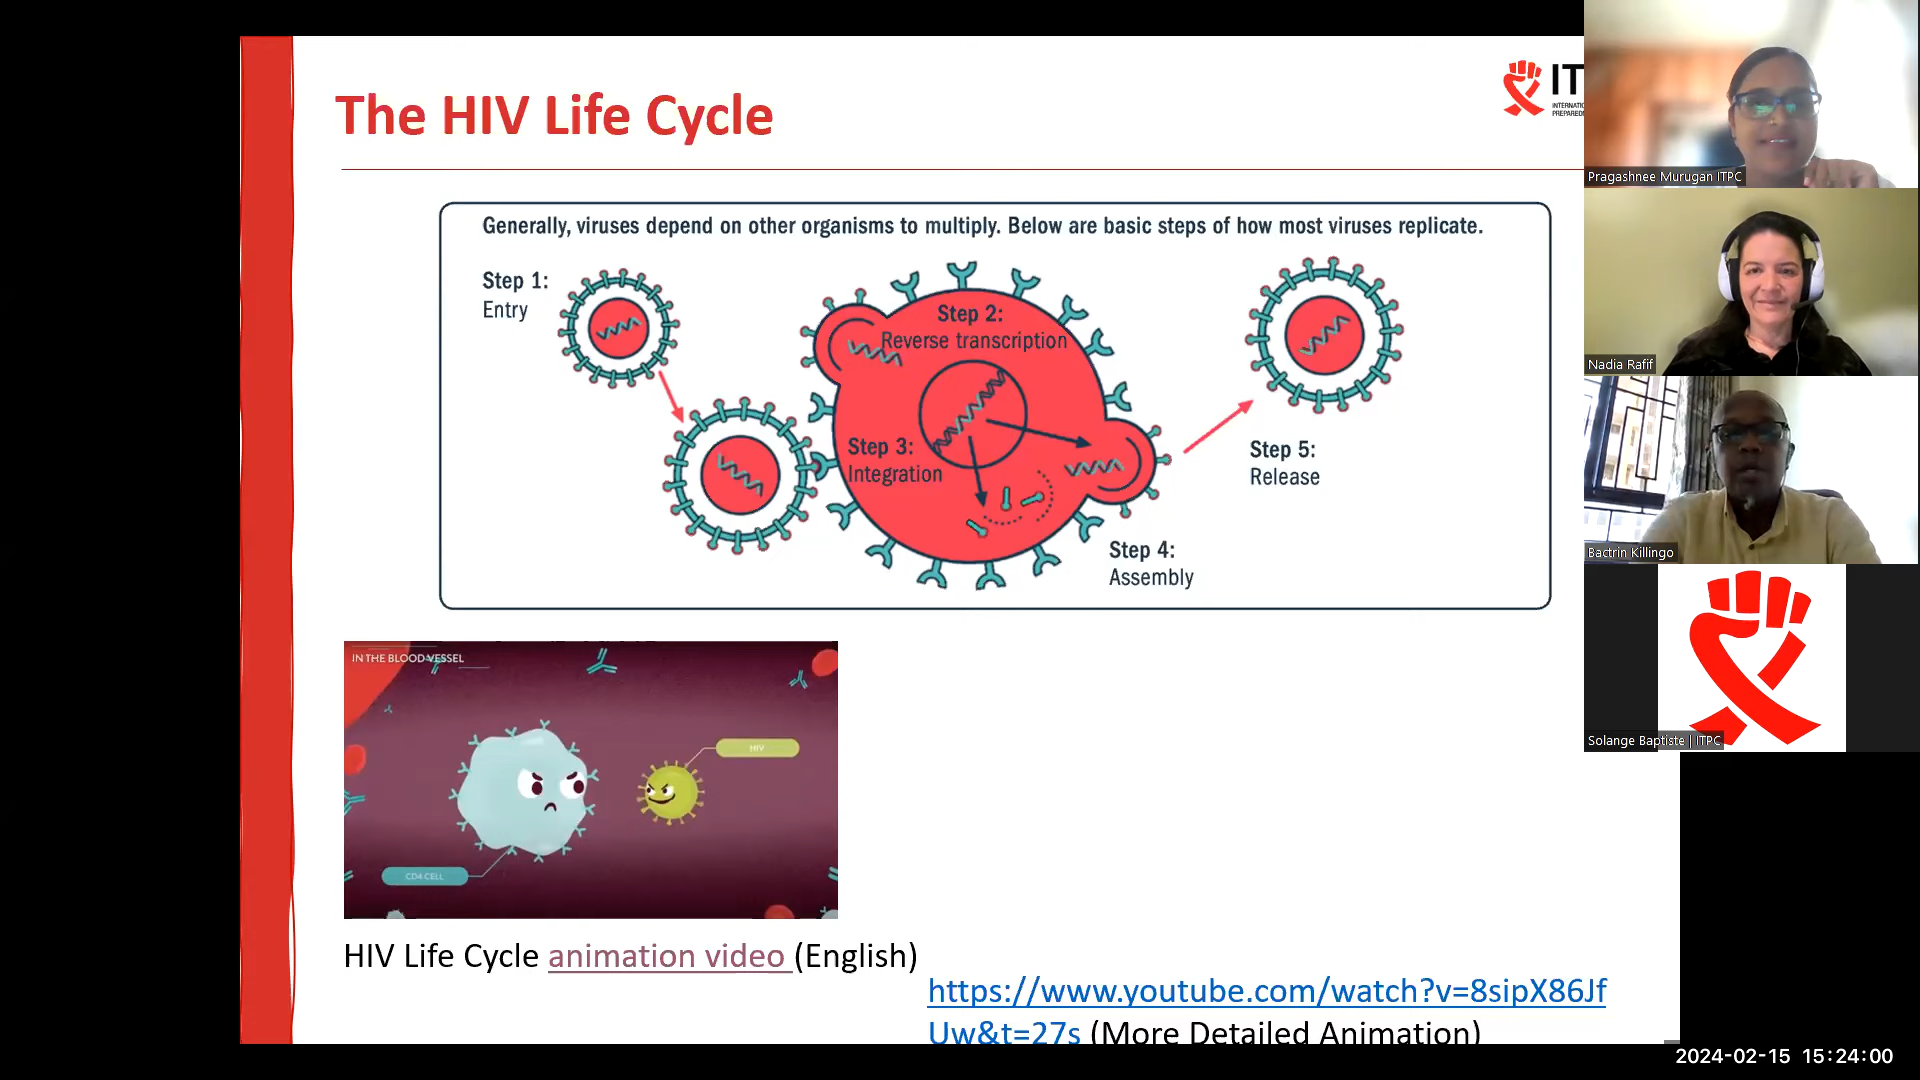 The HIV Life Cycle
IT
INTERNATION
PREPAREDN
Generally, viruses depend on other organisms to multiply. Below are basic steps of how most viruses replicate.
Step 1:
Entry
Step 2:
Reverse transcription
Step 3:
Integration
Step 4:
Assembly
Step 5:
Release
IN THE BLOOD VESSEL
HIV
CD4 CELL
HIV Life Cycle animation video (English)
https://www.youtube.com/watch?v=8sipX86Jf
Uw&t=27s (More Detailed Animation)
Pragashnee Murugan ITPC
Nadia Rafif
Bactrin Killingo
Solange Baptiste | ITPC
2024-02-15 15:24:00